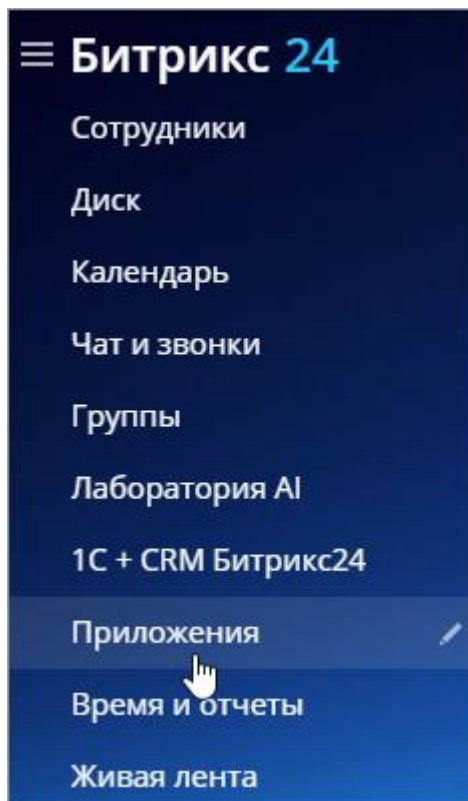 Битрикс 24
Сотрудники
Диск
Календарь
Чат и звонки
Группы
Лаборатория AI
1С + CRM Битрикс24
Приложения
Время и отчеты
Живая лента